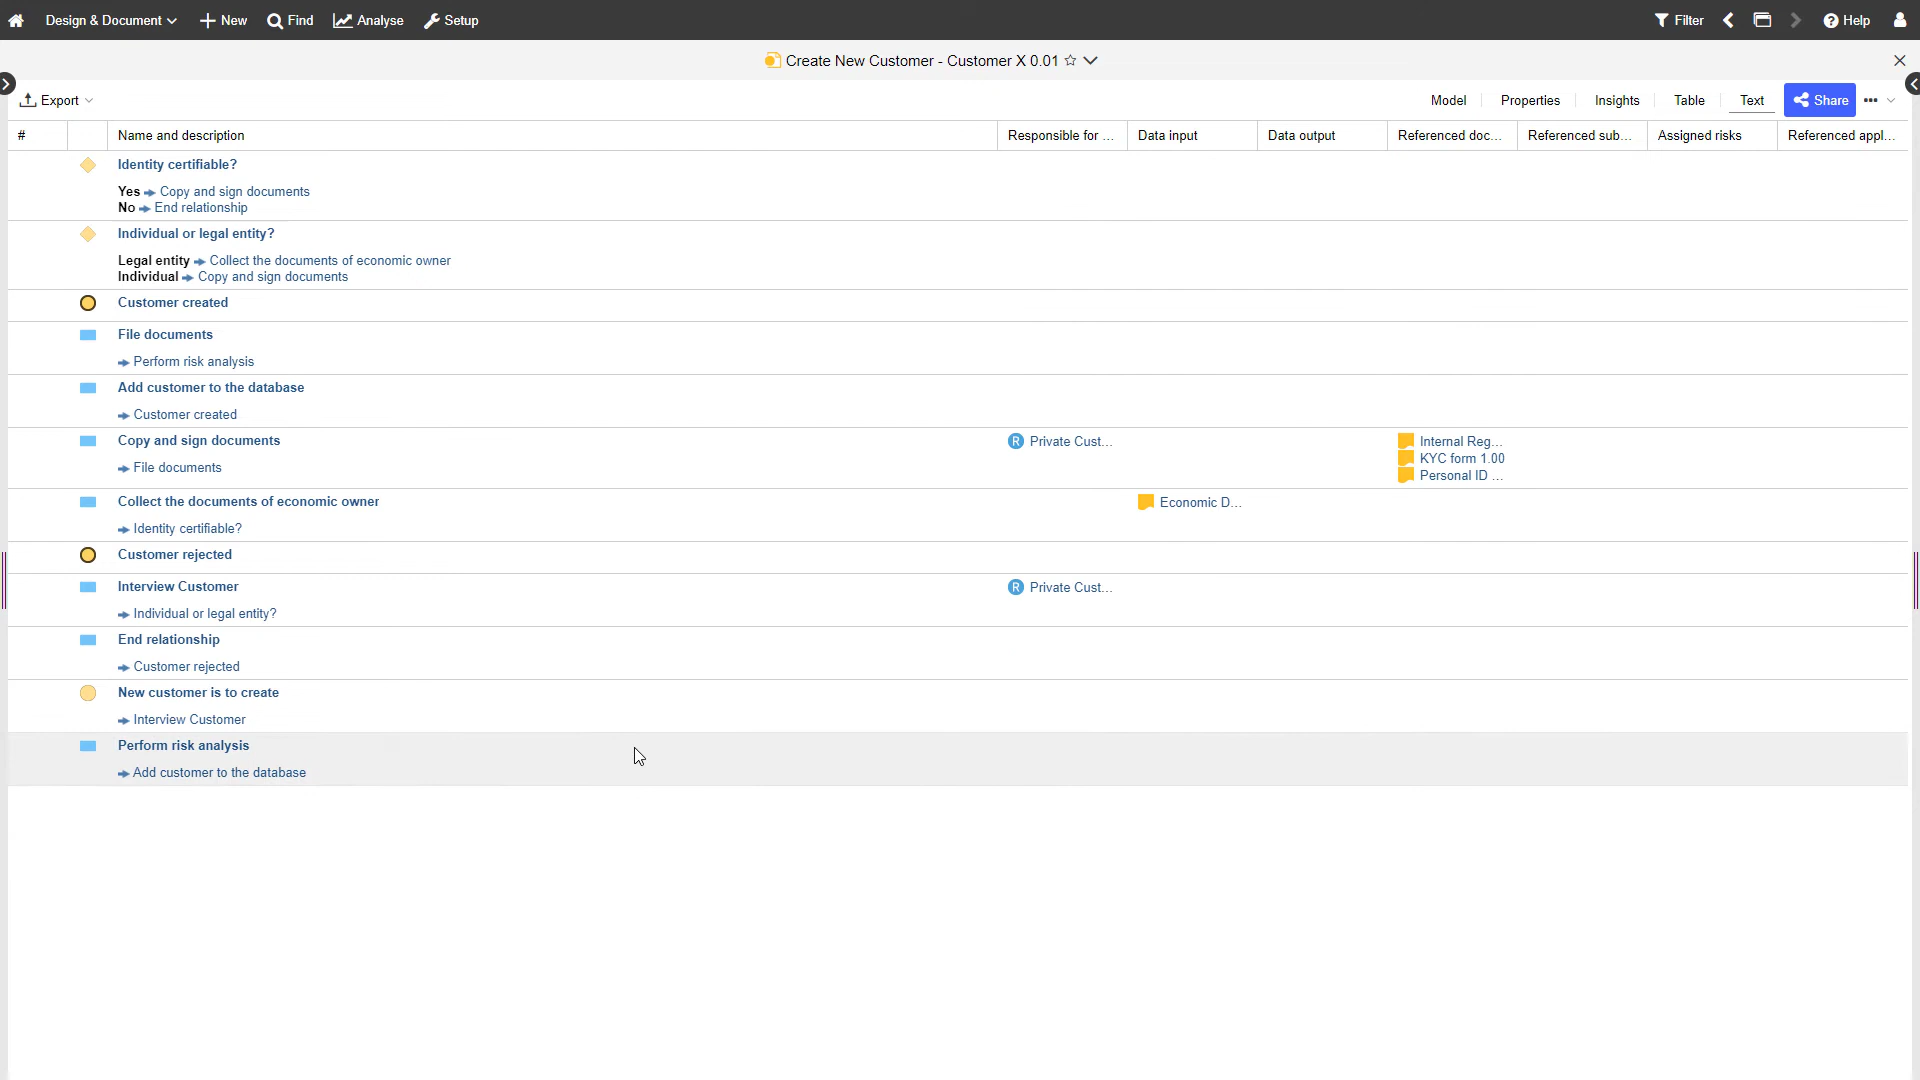 Design & Document
New
Find
Analyse
Setup
Filter
Help
Create New Customer - Customer X 0.01
Export
Model
Properties
Insights
Table
Text
Share
# Name and description Responsible for ... Data input Data output Referenced doc... Referenced sub... Assigned risks Referenced appl...
Identity certifiable?
Yes Copy and sign documents
No End relationship
Individual or legal entity?
Legal entity Collect the documents of economic owner
Individual Copy and sign documents
Customer created
File documents
Perform risk analysis
Add customer to the database
Customer created
Copy and sign documents
File documents
R Private Cust...
Internal Reg...
KYC form 1.00
Personal ID ...
Collect the documents of economic owner
Identity certifiable?
Economic D...
Customer rejected
Interview Customer
Individual or legal entity?
R Private Cust...
End relationship
Customer rejected
New customer is to create
Interview Customer
Perform risk analysis
Add customer to the database